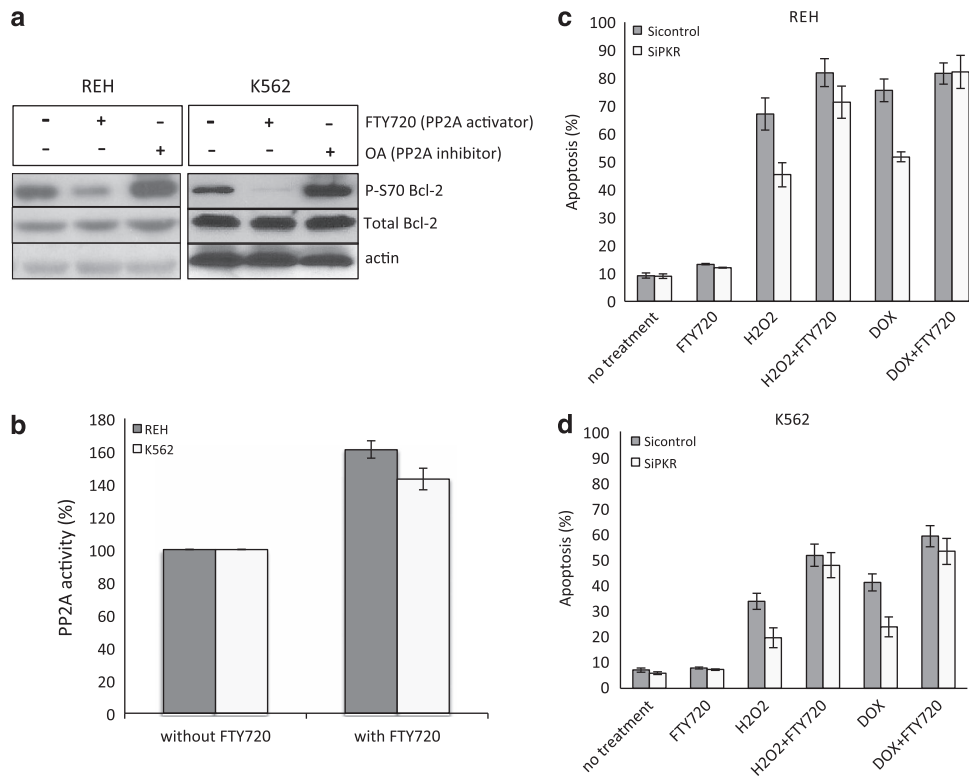 a
REH K562
- + - - + - FTY720 (PP2A activator)
- - + - - + OA (PP2A inhibitor)
P-S70 Bcl-2
Total Bcl-2
actin
b
PP2A activity (%)
180
160
140
120
100
80
60
40
20
0
REH
K562
without FTY720 with FTY720
c
REH
Apoptosis (%)
100
90
80
70
60
50
40
30
20
10
0
Sicontrol
SiPKR
no treatment
FTY720
H2O2
H2O2+FTY720
DOX
DOX+FTY720
d
K562
Apoptosis (%)
100
90
80
70
60
50
40
30
20
10
0
Sicontrol
SiPKR
no treatment
FTY720
H2O2
H2O2+FTY720
DOX
DOX+FTY720